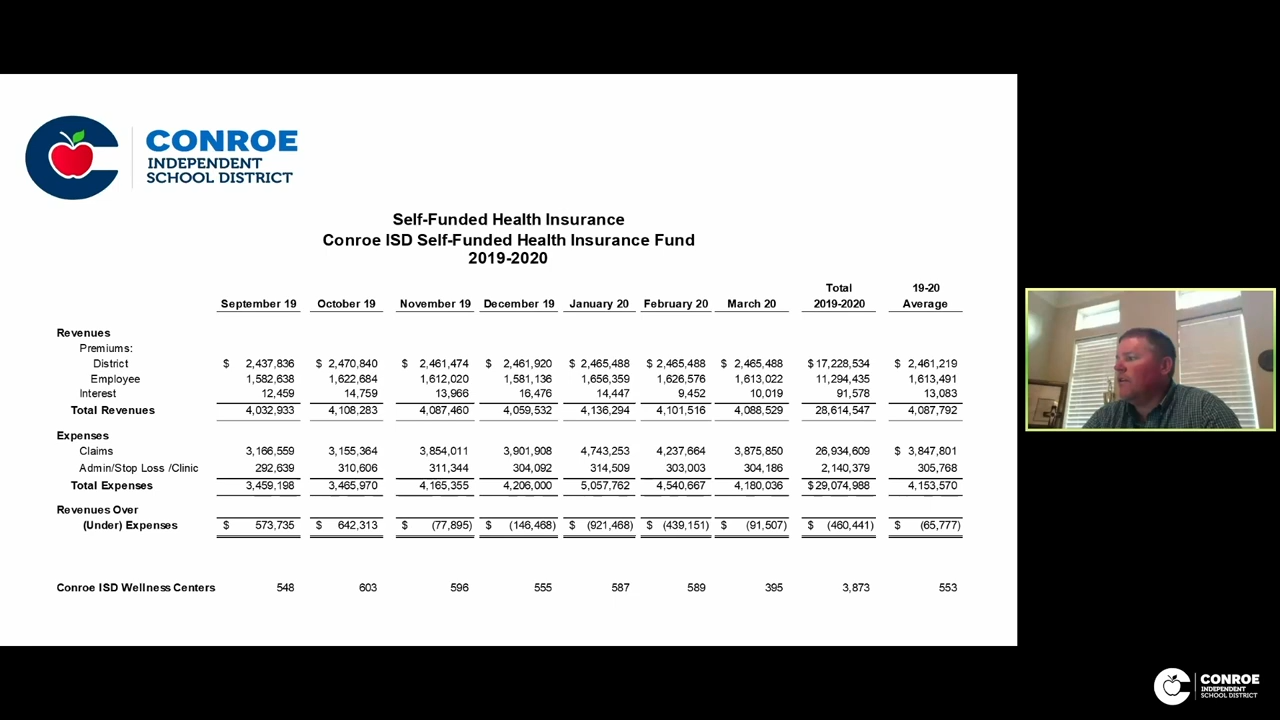 CONROE
INDEPENDENT
SCHOOL DISTRICT
Self-Funded Health Insurance
Conroe ISD Self-Funded Health Insurance Fund
2019-2020
Total 19-20
September 19 October 19 November 19 December 19 January 20 February 20 March 20 2019-2020 Average
Revenues
Premiums:
District $ 2,437,836 $ 2,470,840 $ 2,461,474 $ 2,461,920 $ 2,465,488 $ 2,465,488 $ 2,465,488 $17,228,534 $ 2,461,219
Employee 1,582,638 1,622,684 1,612,020 1,581,136 1,656,359 1,626,576 1,613,022 11,294,435 1,613,491
Interest 12,459 14,759 13,966 16,476 14,447 9,452 10,019 91,578 13,083
Total Revenues 4,032,933 4,108,283 4,087,460 4,059,532 4,136,294 4,101,516 4,088,529 28,614,547 4,087,792
Expenses
Claims 3,166,559 3,155,364 3,854,011 3,901,908 4,743,253 4,237,664 3,875,850 26,934,609 $ 3,847,801
Admin/Stop Loss /Clinic 292,639 310,606 311,344 304,092 314,509 303,003 304,186 2,140,379 305,768
Total Expenses 3,459,198 3,465,970 4,165,355 4,206,000 5,057,762 4,540,667 4,180,036 $29,074,988 4,153,570
Revenues Over
(Under) Expenses $ 573,735 $ 642,313 $ (77,895) $ (146,468) $ (921,468) $ (439,151) $ (91,507) $ (460,441) $ (65,777)
Conroe ISD Wellness Centers 548 603 596 555 587 589 395 3,873 553
CONROE
INDEPENDENT
SCHOOL DISTRICT